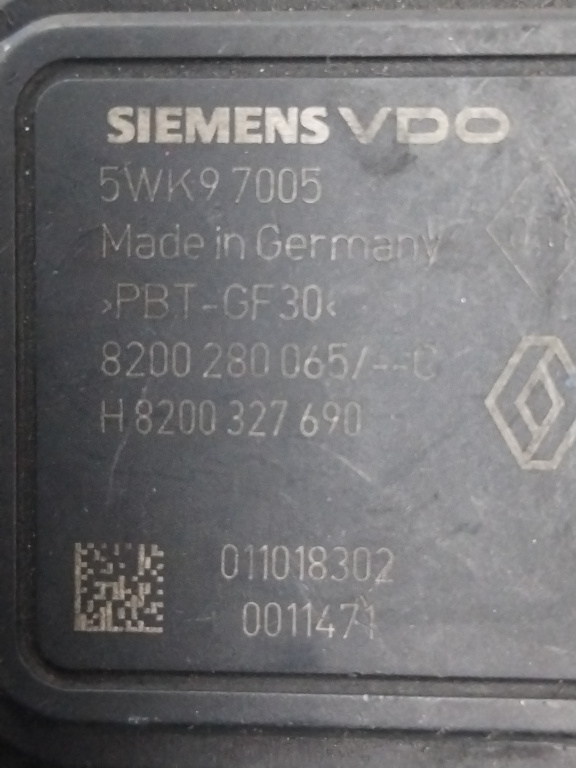 SIEMENS VDO
5WK9 7005
Made in Germany
>PBT-GF30<
8200 280 065/--C
H 8200 327 690
011018302
0011471